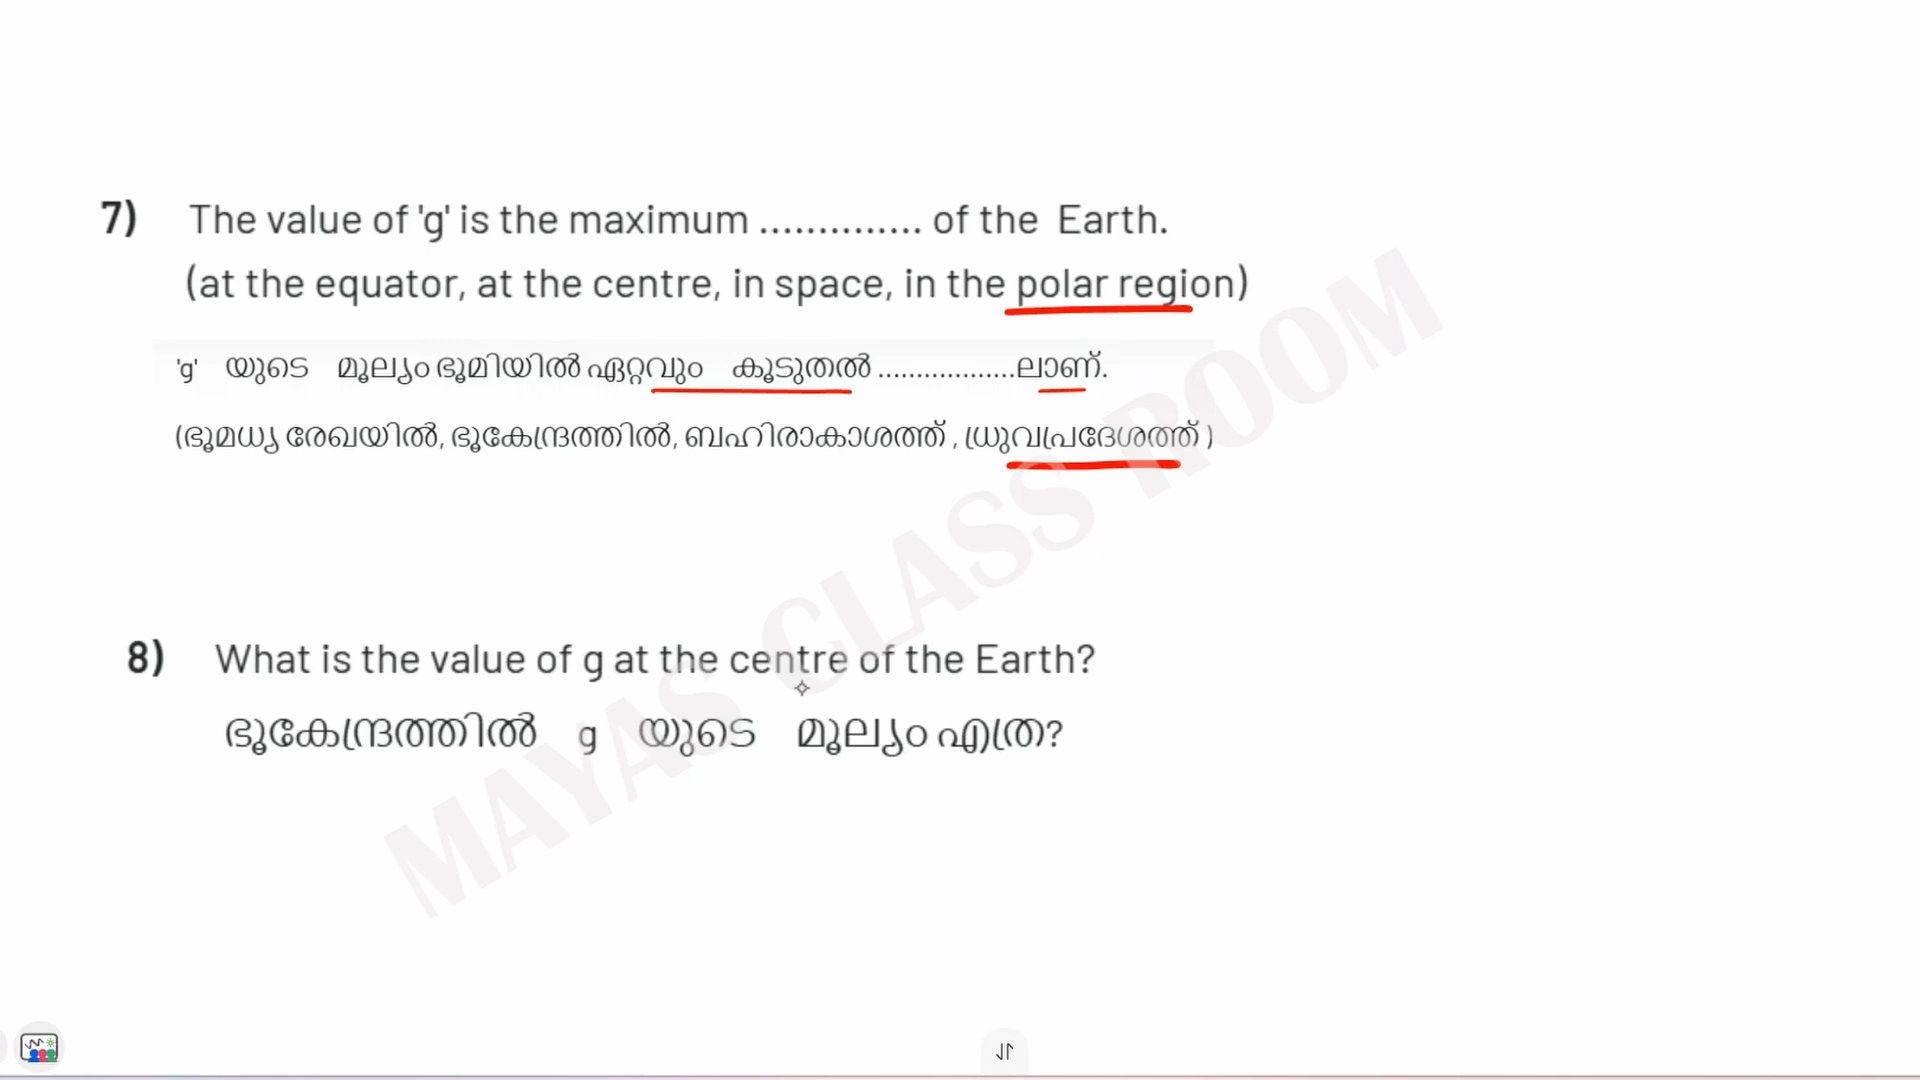 7) The value of 'g' is the maximum .............. of the Earth.
(at the equator, at the centre, in space, in the polar region)
'g' യുടെ മൂല്യം ഭൂമിയിൽ ഏറ്റവും കൂടുതൽ ..................ലാണ്.
(ഭൂമധ്യ രേഖയിൽ, ഭൂകേന്ദ്രത്തിൽ, ബഹിരാകാശത്ത് , ധ്രുവപ്രദേശത്ത് )
8) What is the value of g at the centre of the Earth?
ഭൂകേന്ദ്രത്തിൽ g യുടെ മൂല്യം എത്ര?
MAYAS CLASS ROOM